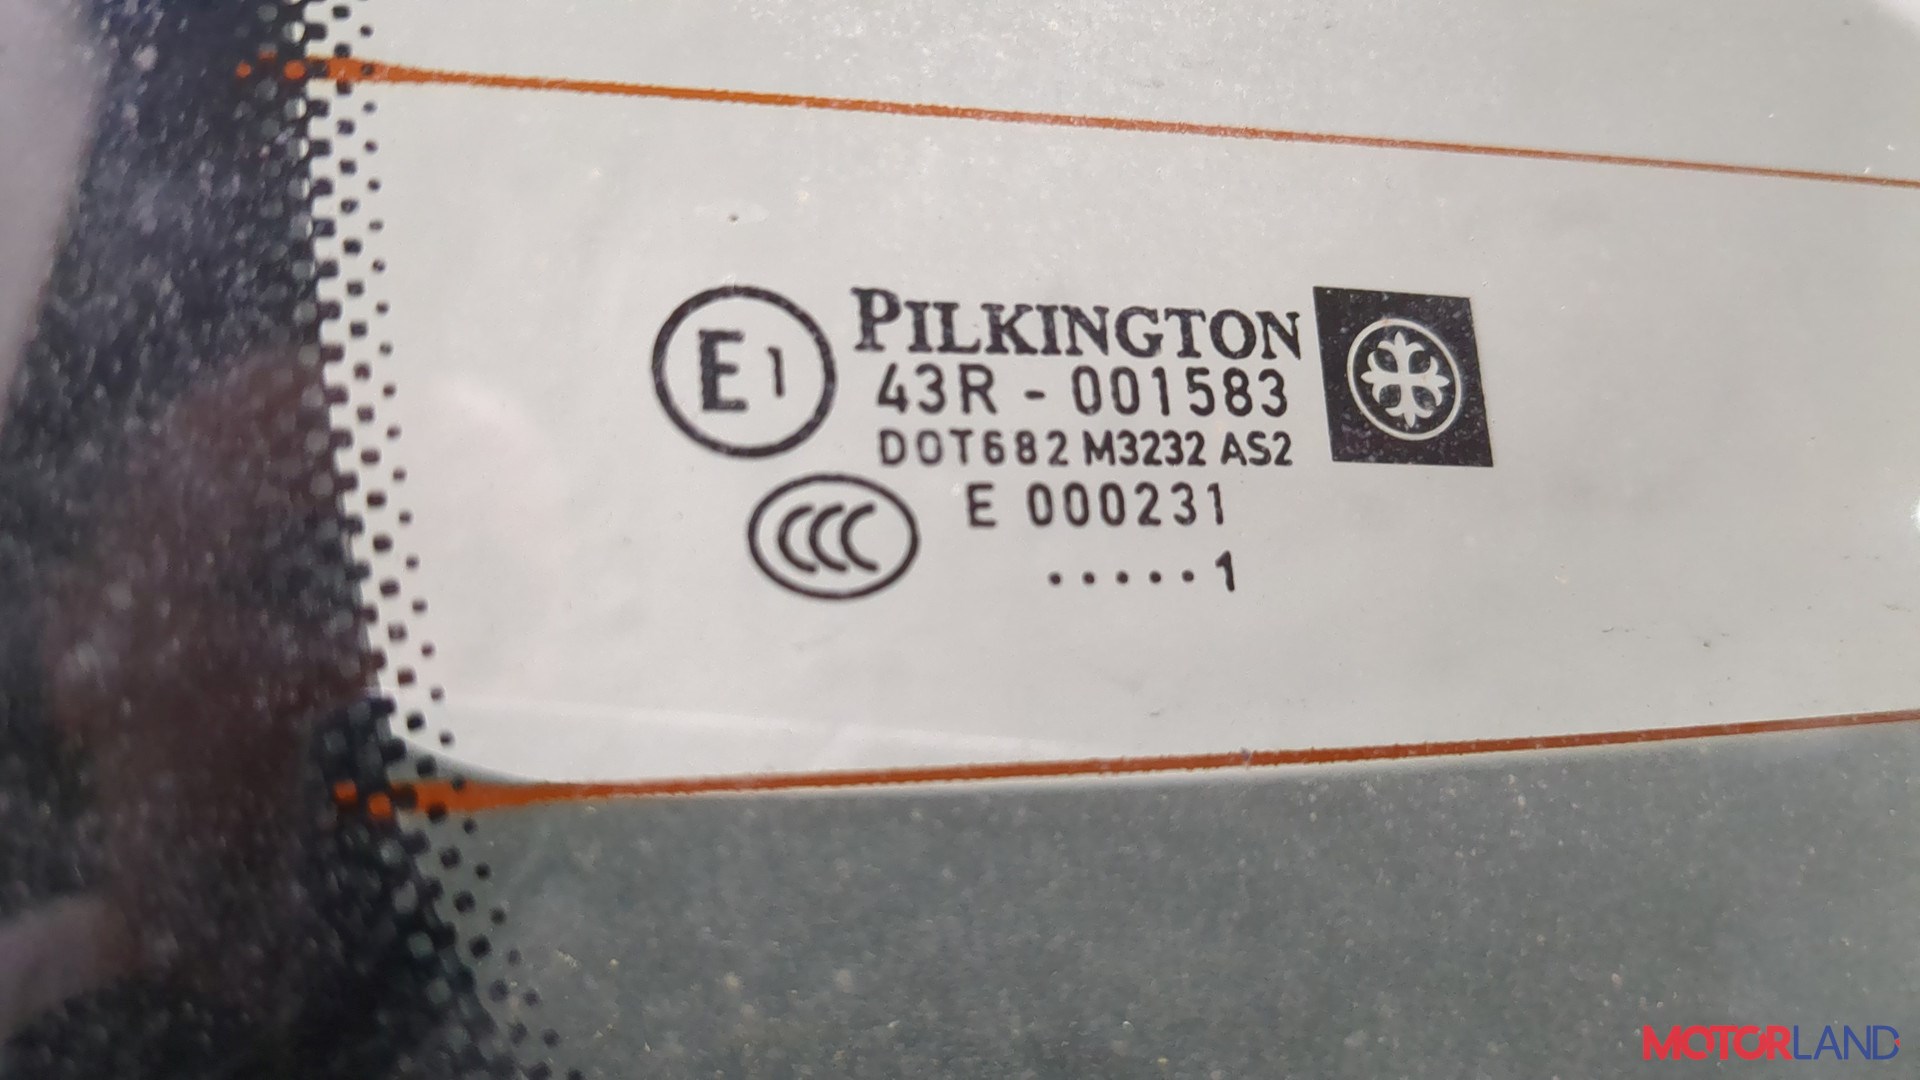 E1
PILKINGTON
43R - 001583
DOT682 M3232 AS2
CCC
E 000231
.....1
MOTORLAND